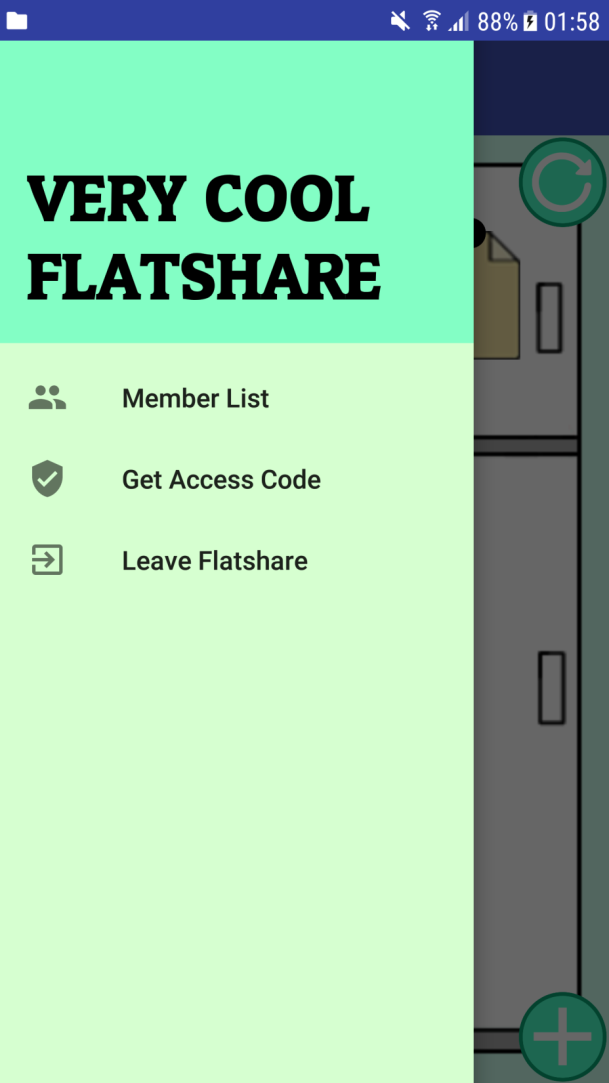 88% 01:58
VERY COOL
FLATSHARE
Member List
Get Access Code
Leave Flatshare